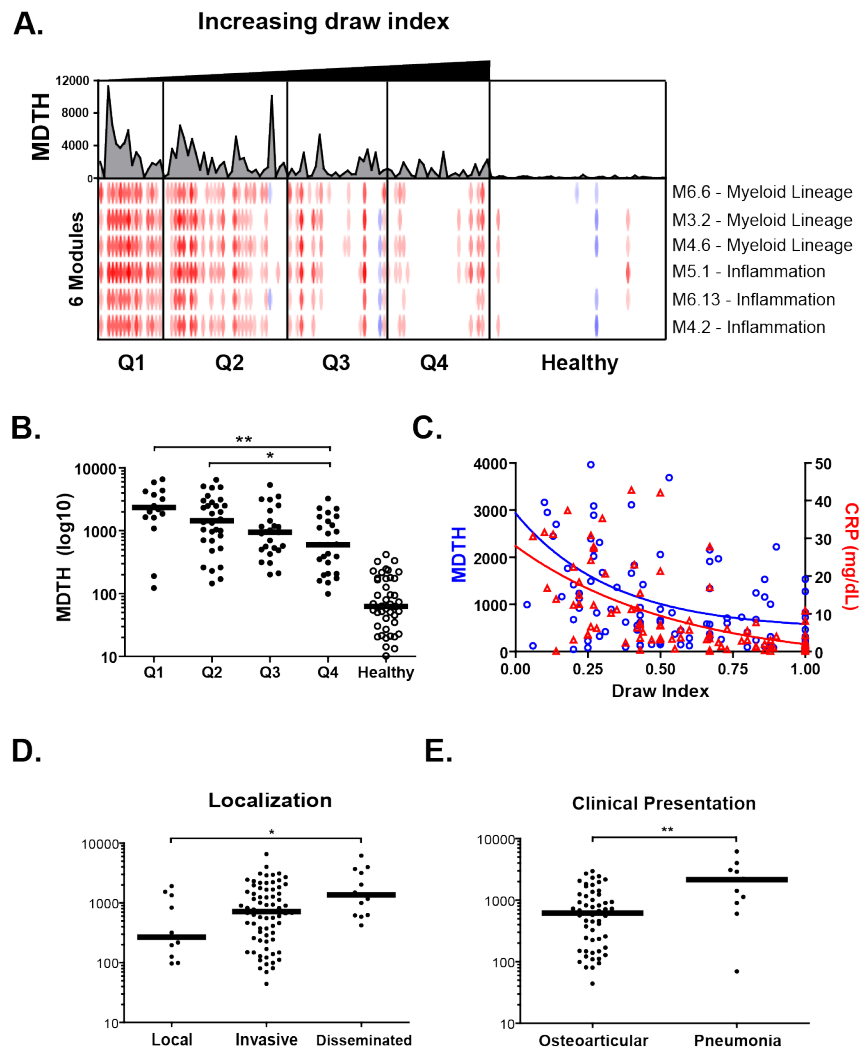 A.
Increasing draw index
12000
8000
4000
0
MDTH
6 Modules
M6.6 - Myeloid Lineage
M3.2 - Myeloid Lineage
M4.6 - Myeloid Lineage
M5.1 - Inflammation
M6.13 - Inflammation
M4.2 - Inflammation
Q1 Q2 Q3 Q4 Healthy
B.
** 
*
10000
1000
100
10
MDTH (log10)
Q1 Q2 Q3 Q4 Healthy
C.
4000
3000
2000
1000
0
MDTH
50
40
30
20
10
0
CRP (mg/dL)
0.00 0.25 0.50 0.75 1.00
Draw Index
D.
Localization
*
10000
1000
100
10
Local Invasive Disseminated
E.
Clinical Presentation
**
10000
1000
100
10
Osteoarticular Pneumonia